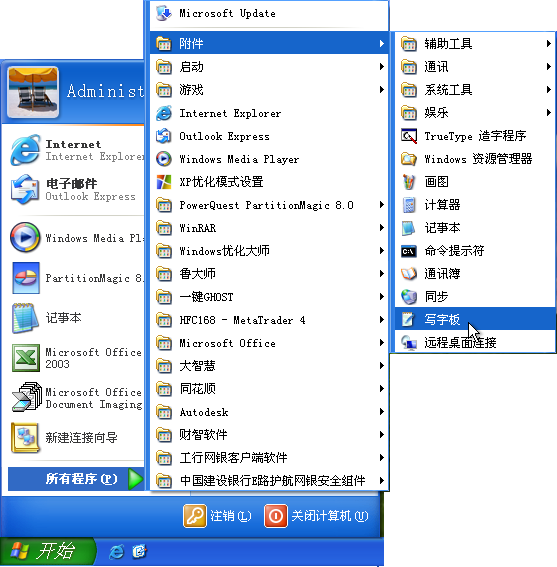 Administ
Internet
Internet Explorer
电子邮件
Outlook Express
Windows Media Pla
PartitionMagic 8.
记事本
Microsoft Office
2003
Microsoft Office
Document Imaging
新建连接向导
所有程序(P)
注销(L)
关闭计算机(U)
开始
Microsoft Update
附件
启动
游戏
Internet Explorer
Outlook Express
Windows Media Player
XP优化模式设置
PowerQuest PartitionMagic 8.0
WinRAR
Windows优化大师
鲁大师
一键GHOST
HFC168 - MetaTrader 4
Microsoft Office
大智慧
同花顺
Autodesk
财智软件
工行网银客户端软件
中国建设银行E路护航网银安全组件
辅助工具
通讯
系统工具
娱乐
TrueType 造字程序
Windows 资源管理器
画图
计算器
记事本
命令提示符
通讯簿
同步
写字板
远程桌面连接